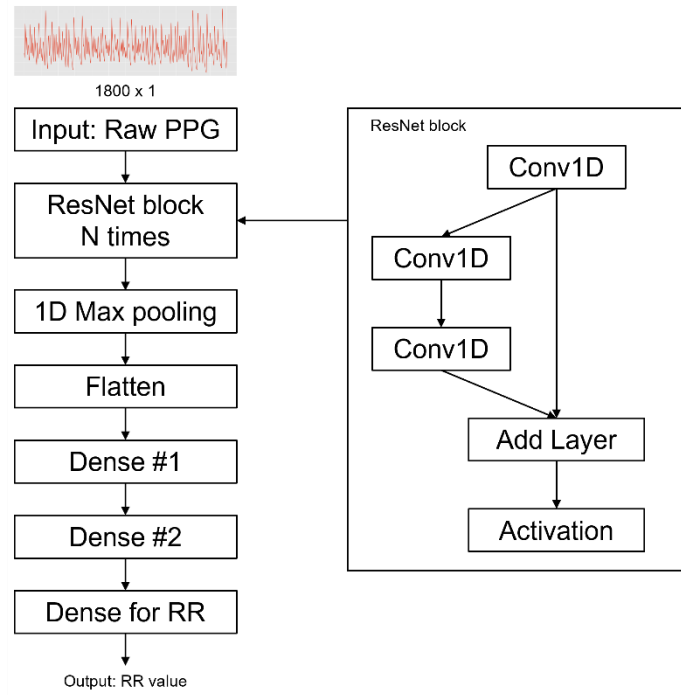 1800 x 1
Input: Raw PPG
ResNet block
N times
1D Max pooling
Flatten
Dense #1
Dense #2
Dense for RR
Output: RR value
ResNet block
Conv1D
Conv1D
Conv1D
Add Layer
Activation